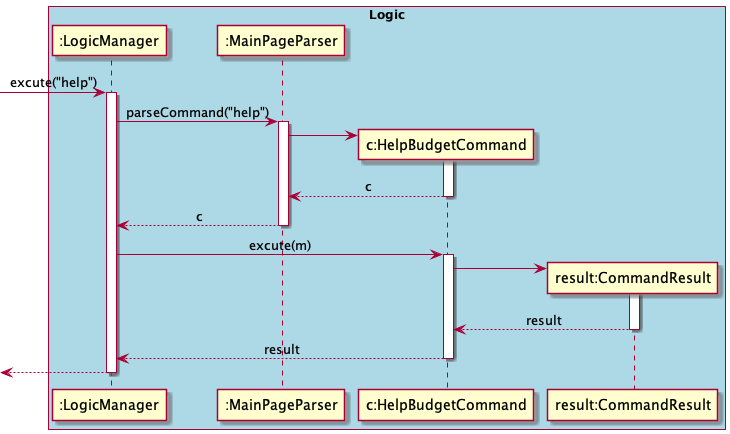 Logic
:LogicManager
:MainPageParser
excute("help")
parseCommand("help")
c:HelpBudgetCommand
c
c
excute(m)
result:CommandResult
result
result
:LogicManager
:MainPageParser
c:HelpBudgetCommand
result:CommandResult